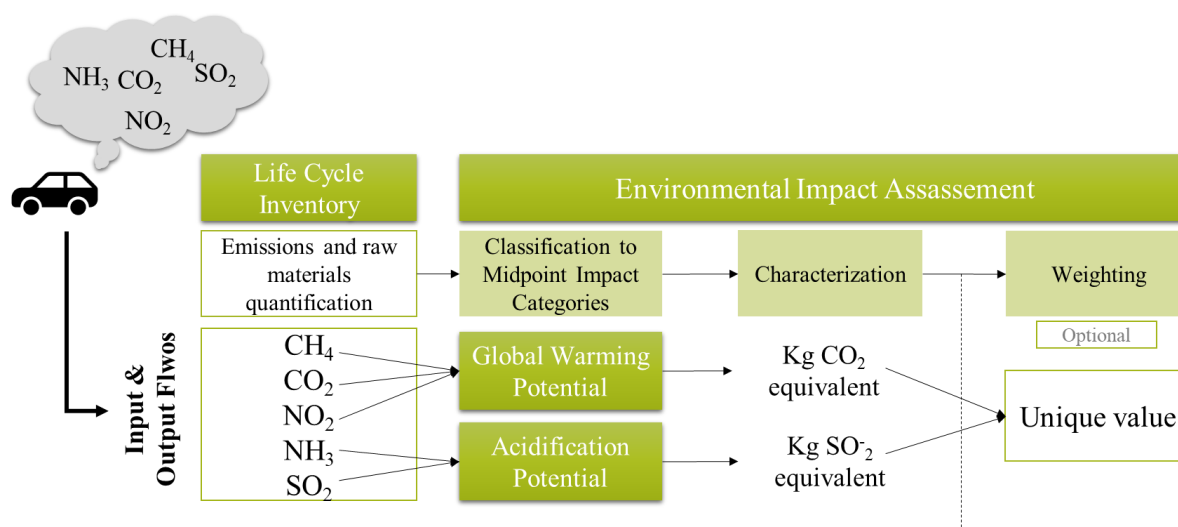 CH₄
NH₃ CO₂ SO₂
NO₂
Life Cycle
Inventory
Environmental Impact Assassement
Emissions and raw
materials
quantification
Classification to
Midpoint Impact
Categories
Characterization
Weighting
Optional
Input &
Output Flwos
CH₄
CO₂
NO₂
NH₃
SO₂
Global Warming
Potential
Acidification
Potential
Kg CO₂
equivalent
Kg SO⁻₂
equivalent
Unique value